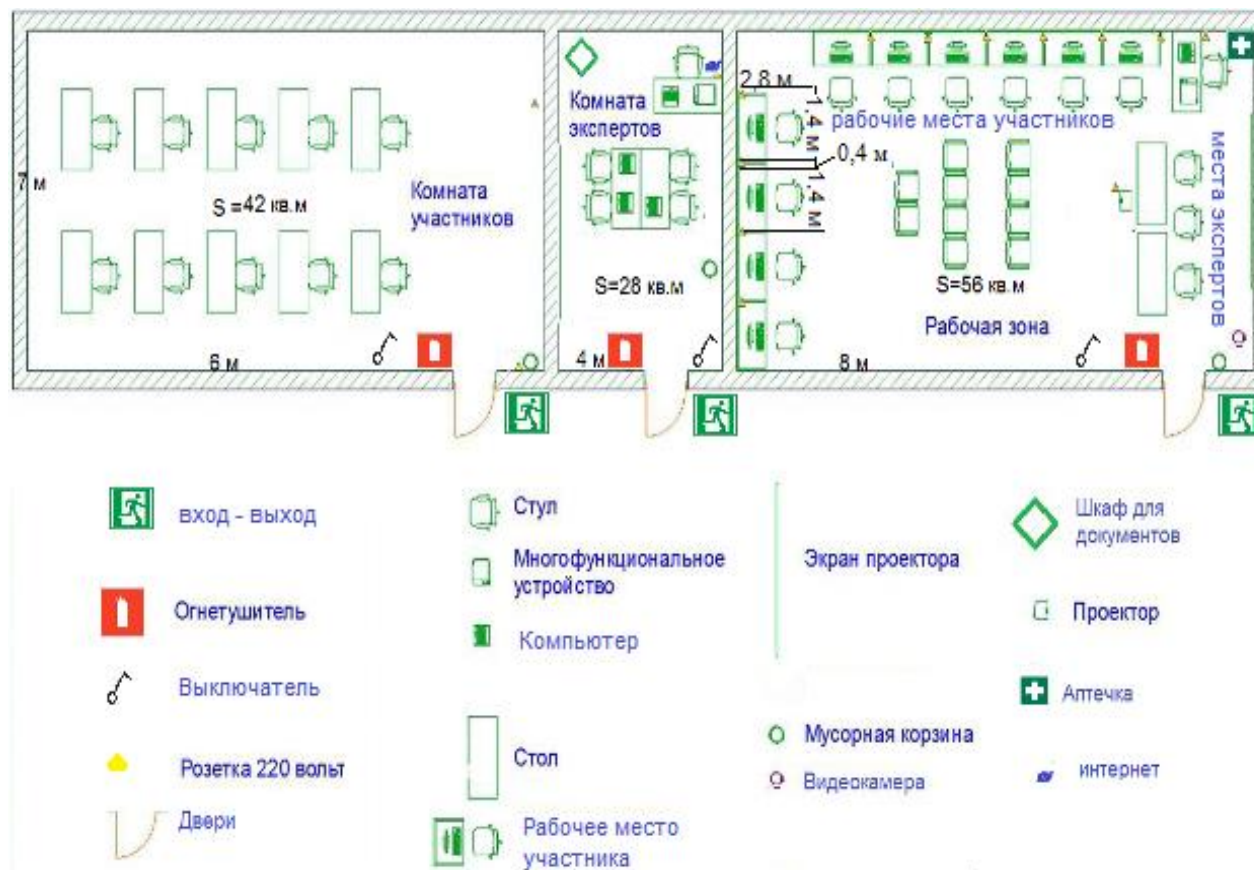 7 м
S =42 кв.м
Комната
участников
6 м
Комната
экспертов
S=28 кв.м
4 м
2,8 м
1,4 м
0,4 м
1,4 м
рабочие места участников
места экспертов
S=56 кв.м
Рабочая зона
8 м
вход - выход
Огнетушитель
Выключатель
Розетка 220 вольт
Двери
Стул
Многофункциональное
устройство
Компьютер
Стол
Рабочее место
участника
Экран проектора
Мусорная корзина
Видеокамера
Шкаф для
документов
Проектор
Аптечка
интернет